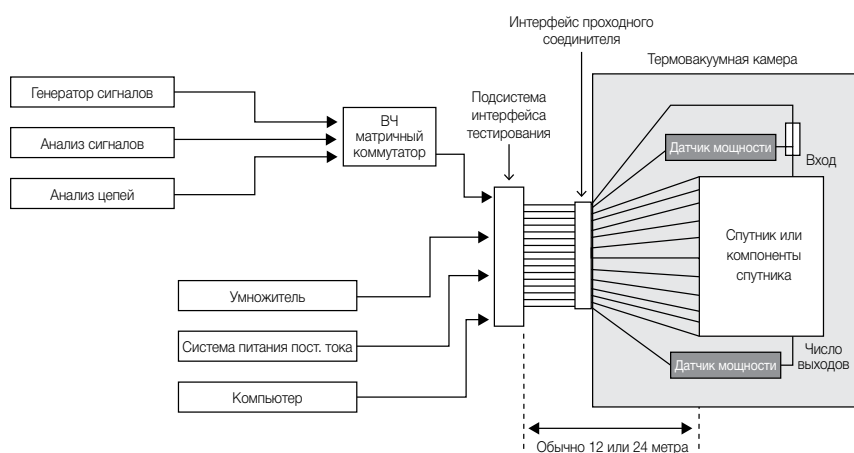 Интерфейс проходного
соединителя
Термовакуумная камера
Генератор сигналов
Подсистема
интерфейса
тестирования
ВЧ
матричный
коммутатор
Анализ сигналов
Датчик мощности
Вход
Анализ цепей
Спутник или
компоненты
спутника
Умножитель
Система питания пост. тока
Число
выходов
Датчик мощности
Компьютер
Обычно 12 или 24 метра